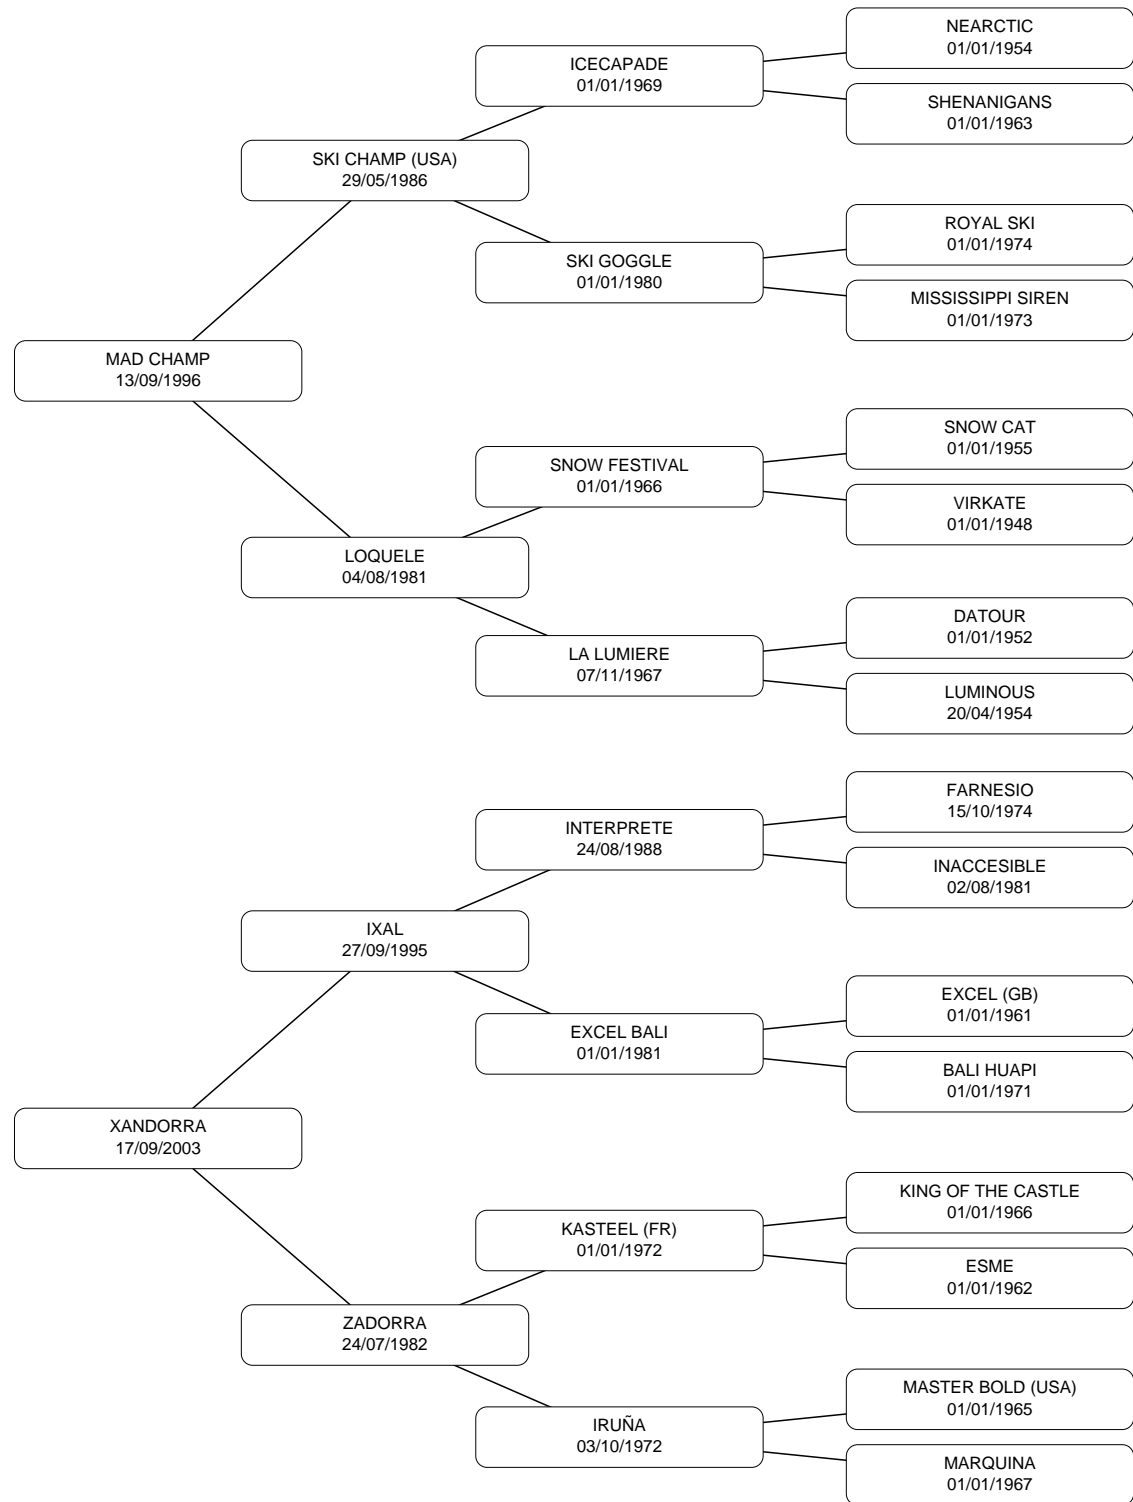 NEARCTIC
01/01/1954
ICECAPADE
01/01/1969
SHENANIGANS
01/01/1963
SKI CHAMP (USA)
29/05/1986
ROYAL SKI
01/01/1974
SKI GOGGLE
01/01/1980
MISSISSIPPI SIREN
01/01/1973
MAD CHAMP
13/09/1996
SNOW CAT
01/01/1955
SNOW FESTIVAL
01/01/1966
VIRKATE
01/01/1948
LOQUELE
04/08/1981
DATOUR
01/01/1952
LA LUMIERE
07/11/1967
LUMINOUS
20/04/1954
FARNESIO
15/10/1974
INTERPRETE
24/08/1988
INACCESIBLE
02/08/1981
IXAL
27/09/1995
EXCEL (GB)
01/01/1961
EXCEL BALI
01/01/1981
BALI HUAPI
01/01/1971
XANDORRA
17/09/2003
KING OF THE CASTLE
01/01/1966
KASTEEL (FR)
01/01/1972
ESME
01/01/1962
ZADORRA
24/07/1982
MASTER BOLD (USA)
01/01/1965
IRUÑA
03/10/1972
MARQUINA
01/01/1967